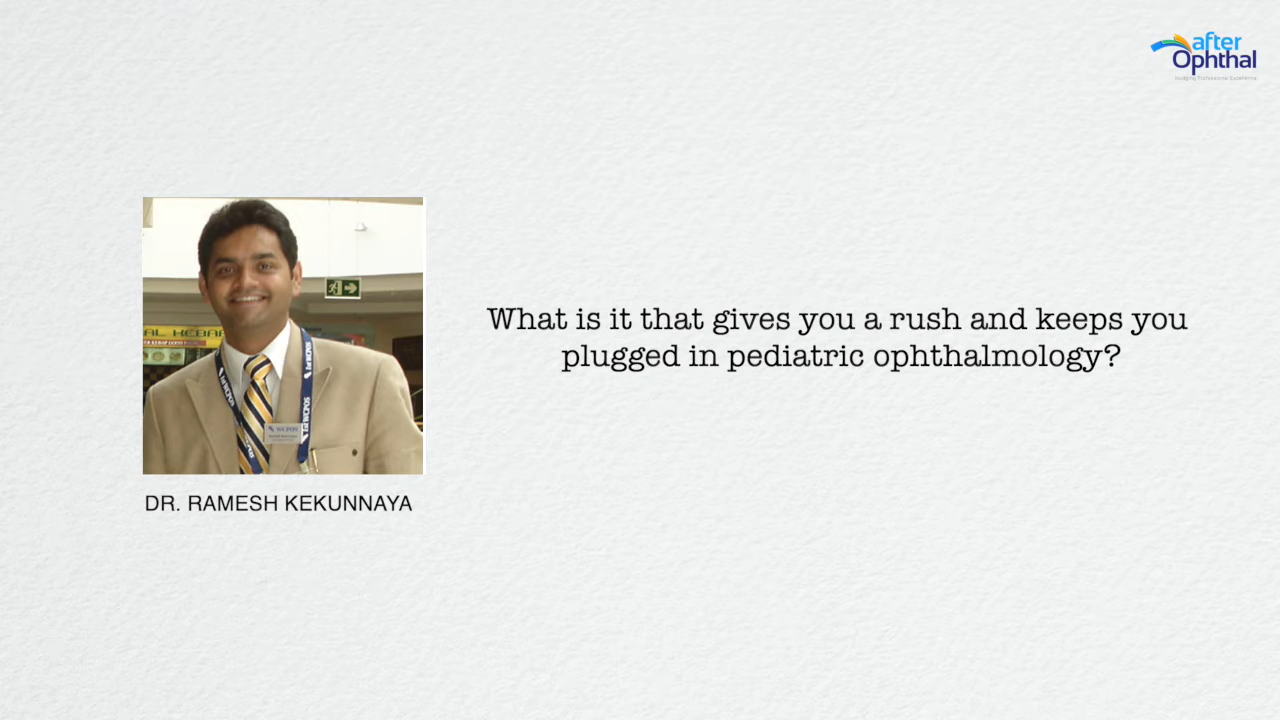 after
Ophthal
What is it that gives you a rush and keeps you
plugged in pediatric ophthalmology?
WCPOS
DR. RAMESH KEKUNNAYA